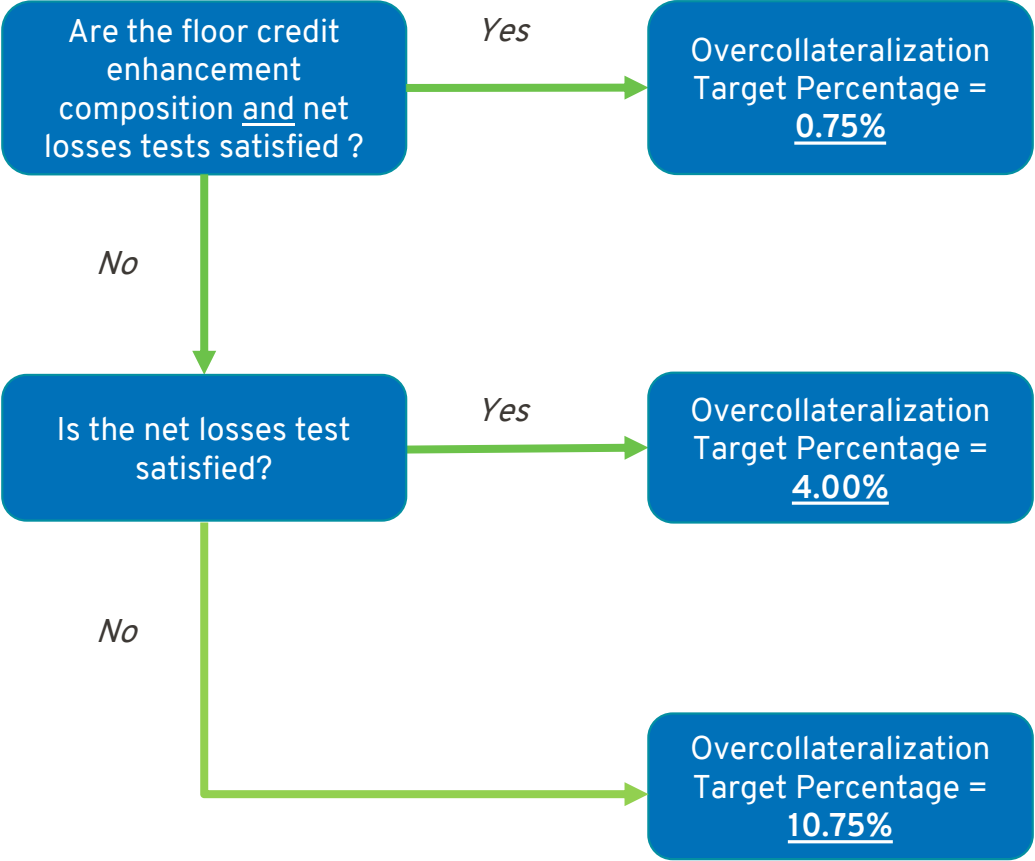 Are the floor credit
enhancement
composition and net
losses tests satisfied ?
Yes
Overcollateralization
Target Percentage =
0.75%
No
Is the net losses test
satisfied?
Yes
Overcollateralization
Target Percentage =
4.00%
No
Overcollateralization
Target Percentage =
10.75%